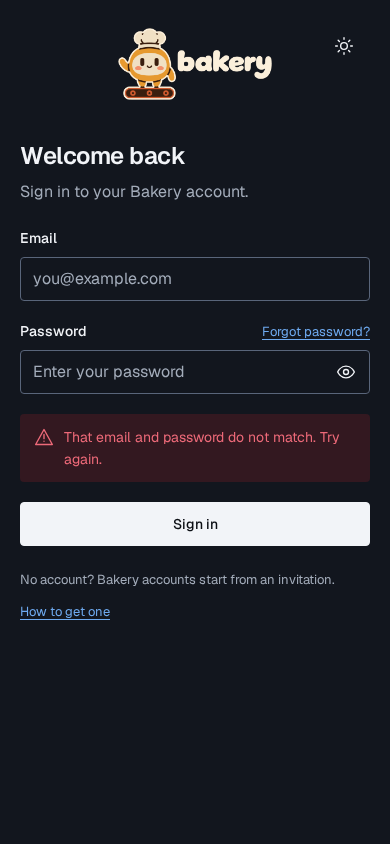 bakery
Welcome back
Sign in to your Bakery account.
Email
you@example.com
Password
Forgot password?
Enter your password
That email and password do not match. Try
again.
Sign in
No account? Bakery accounts start from an invitation.
How to get one